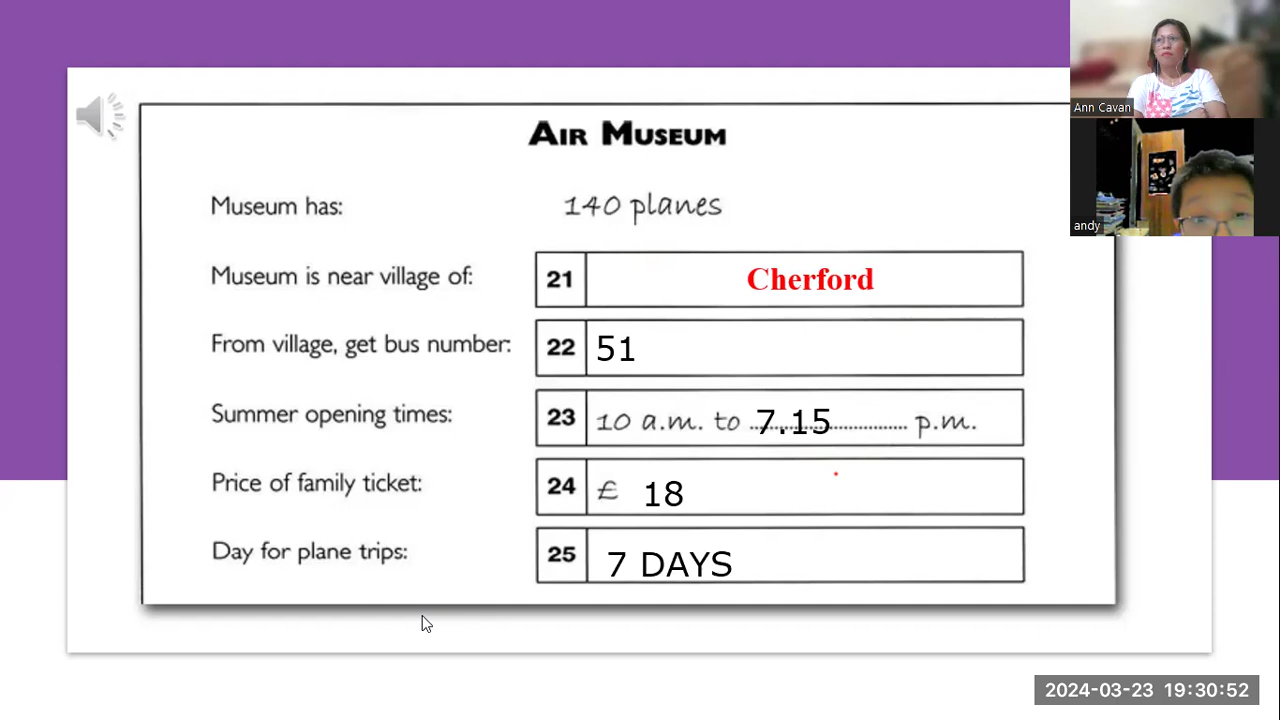 Ann Cavan
andy
AIR MUSEUM
Museum has: 140 planes
Museum is near village of: 21 Cherford
From village, get bus number: 22 51
Summer opening times: 23 10 a.m. to 7.15 p.m.
Price of family ticket: 24 £ 18
Day for plane trips: 25 7 DAYS
2024-03-23 19:30:52